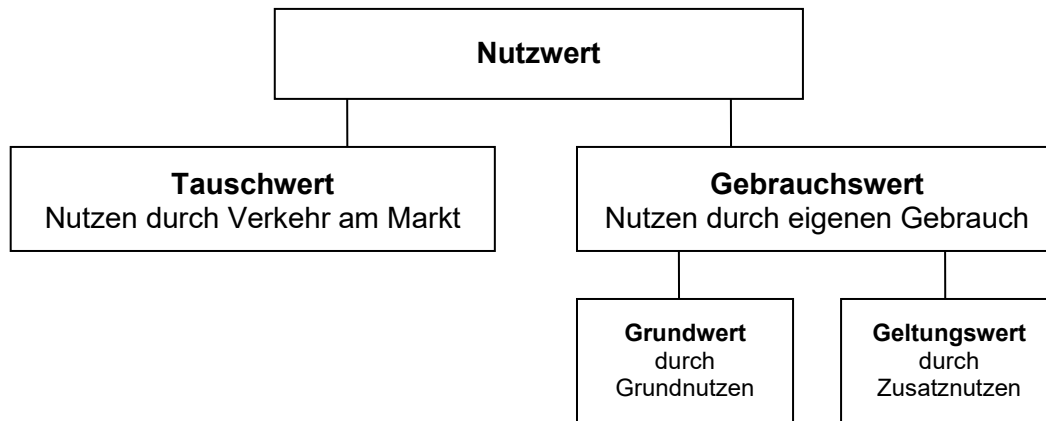 Nutzwert
Tauschwert
Nutzen durch Verkehr am Markt
Gebrauchswert
Nutzen durch eigenen Gebrauch
Grundwert
durch
Grundnutzen
Geltungswert
durch
Zusatznutzen